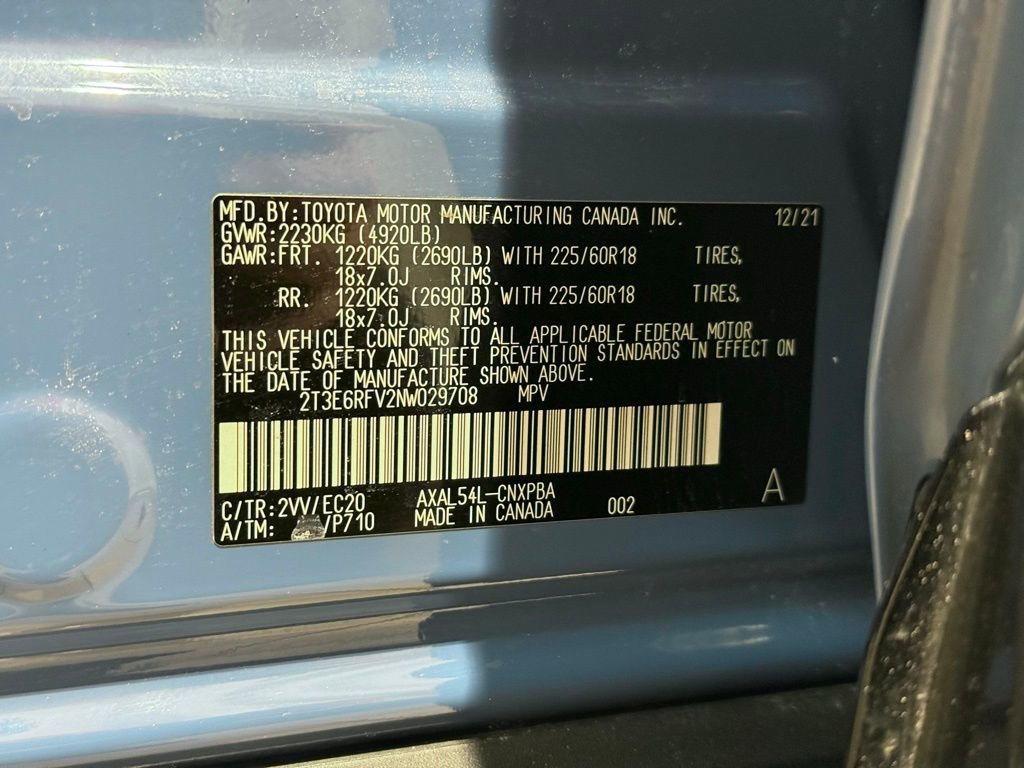 MFD.BY:TOYOTA MOTOR MANUFACTURING CANADA INC. 12/21
GVWR:2230KG (4920LB)
GAWR:FRT. 1220KG (2690LB) WITH 225/60R18 TIRES,
18x7.0J RIMS.
RR. 1220KG (2690LB) WITH 225/60R18 TIRES,
18x7.0J RIMS.
THIS VEHICLE CONFORMS TO ALL APPLICABLE FEDERAL MOTOR
VEHICLE SAFETY AND THEFT PREVENTION STANDARDS IN EFFECT ON
THE DATE OF MANUFACTURE SHOWN ABOVE.
2T3E6RFV2NW029708 MPV
C/TR:2VV/EC20 AXAL54L-CNXPBA
A/TM: /P710 MADE IN CANADA 002 A